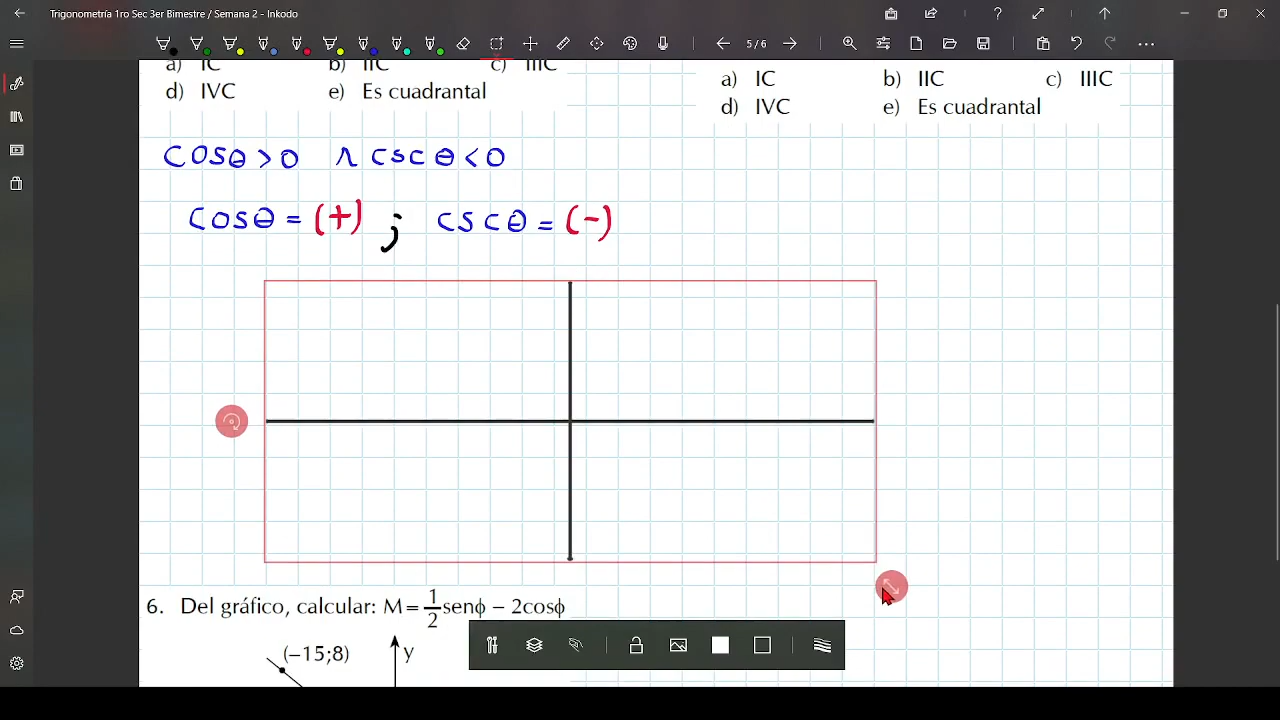 Trigonometría 1ro Sec 3er Bimestre / Semana 2 - Inkodo
5/6
a) IC b) IIC c) IIIC
d) IVC e) Es cuadrantal
a) IC b) IIC c) IIIC
d) IVC e) Es cuadrantal
cosθ>0 ∧ cscθ<0
cosθ = (+) ; cscθ = (-)
6. Del gráfico, calcular: M = 1/2 senϕ − 2cosϕ
(−15;8) y